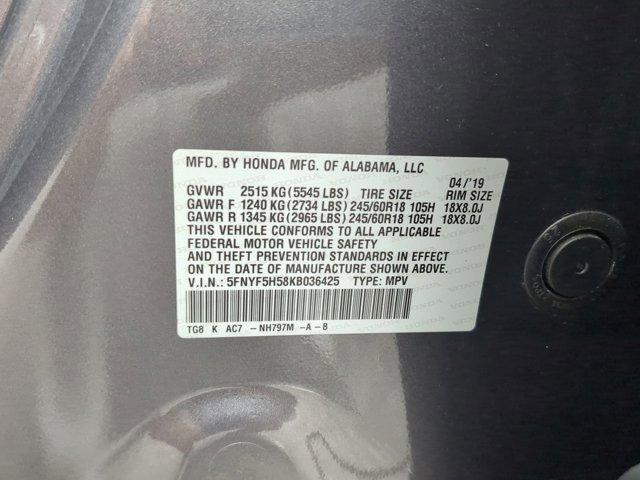 MFD. BY HONDA MFG. OF ALABAMA, LLC
04/'19
GVWR 2515 KG (5545 LBS) TIRE SIZE RIM SIZE
GAWR F 1240 KG (2734 LBS) 245/60R18 105H 18X8.0J
GAWR R 1345 KG (2965 LBS) 245/60R18 105H 18X8.0J
THIS VEHICLE CONFORMS TO ALL APPLICABLE
FEDERAL MOTOR VEHICLE SAFETY
AND THEFT PREVENTION STANDARDS IN EFFECT
ON THE DATE OF MANUFACTURE SHOWN ABOVE.
V.I.N.: 5FNYF5H58KB036425 TYPE: MPV
TG8 K AC7 -NH797M -A-B